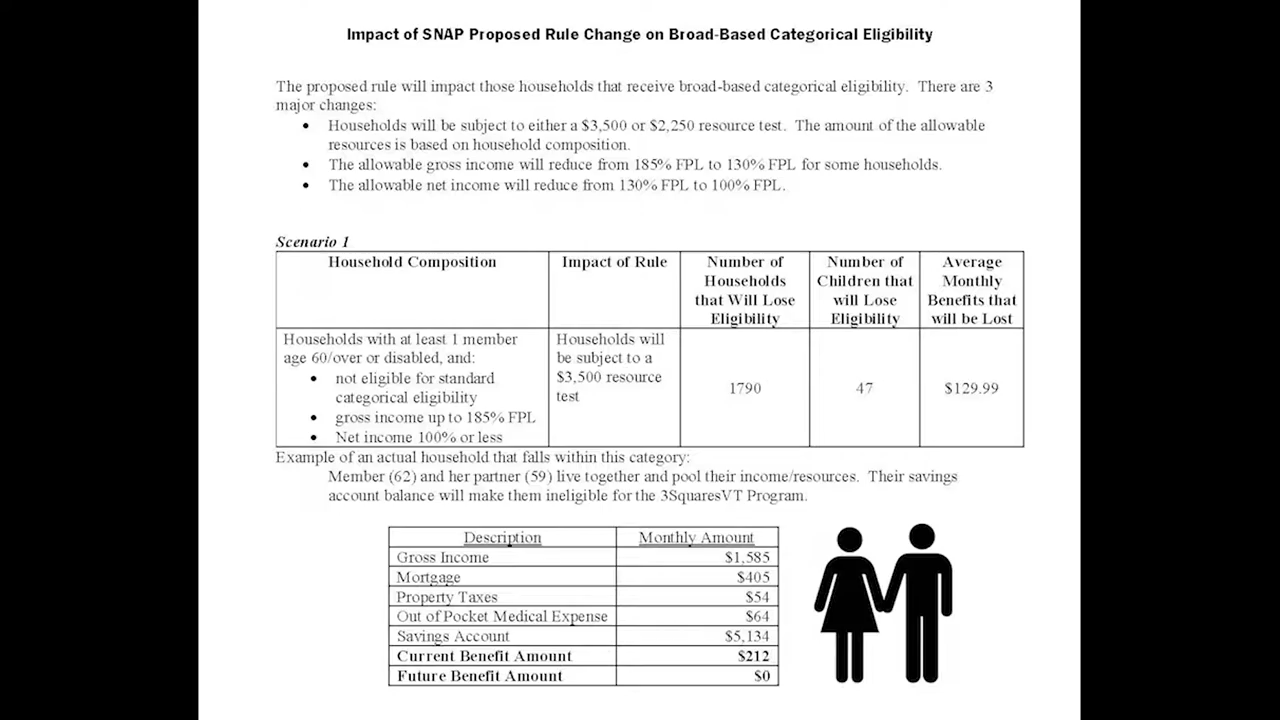 Impact of SNAP Proposed Rule Change on Broad-Based Categorical Eligibility
The proposed rule will impact those households that receive broad-based categorical eligibility. There are 3
major changes:
• Households will be subject to either a $3,500 or $2,250 resource test. The amount of the allowable
resources is based on household composition.
• The allowable gross income will reduce from 185% FPL to 130% FPL for some households.
• The allowable net income will reduce from 130% FPL to 100% FPL.
Scenario 1
Household Composition
Impact of Rule
Number of
Households
that Will Lose
Eligibility
Number of
Children that
will Lose
Eligibility
Average
Monthly
Benefits that
will be Lost
Households with at least 1 member
age 60/over or disabled, and:
• not eligible for standard
categorical eligibility
• gross income up to 185% FPL
• Net income 100% or less
Households will
be subject to a
$3,500 resource
test
1790
47
$129.99
Example of an actual household that falls within this category:
Member (62) and her partner (59) live together and pool their income/resources. Their savings
account balance will make them ineligible for the 3SquaresVT Program.
Description Monthly Amount
Gross Income $1,585
Mortgage $405
Property Taxes $54
Out of Pocket Medical Expense $64
Savings Account $5,134
Current Benefit Amount $212
Future Benefit Amount $0